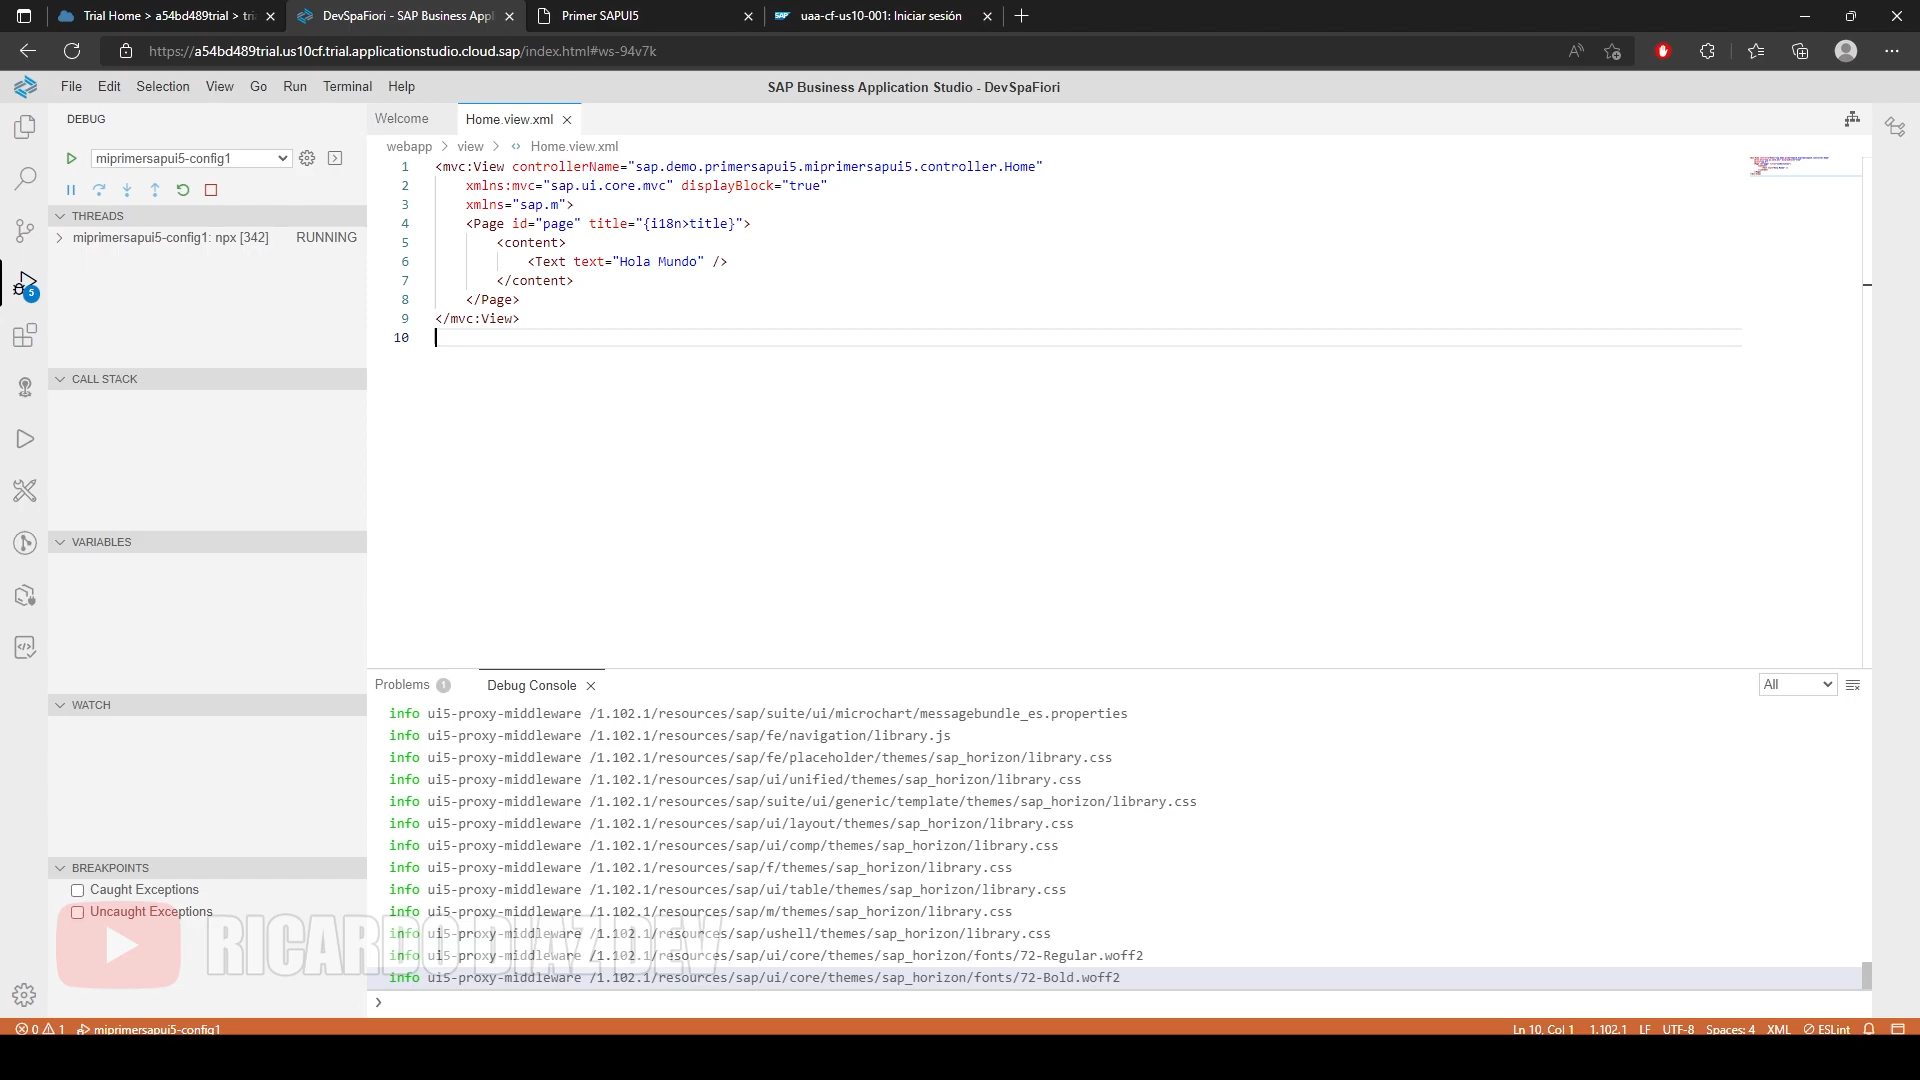 Trial Home > a54bd489trial > tri
DevSpaFiori - SAP Business Appl
Primer SAPUI5
SAP
uaa-cf-us10-001: Iniciar sesión
https://a54bd489trial.us10cf.trial.applicationstudio.cloud.sap/index.html#ws-94v7k
File Edit Selection View Go Run Terminal Help
SAP Business Application Studio - DevSpaFiori
DEBUG
miprimersapui5-config1
THREADS
miprimersapui5-config1: npx [342] RUNNING
5
CALL STACK
VARIABLES
WATCH
BREAKPOINTS
Caught Exceptions
Uncaught Exceptions
Welcome
Home.view.xml
webapp > view > Home.view.xml
1 <mvc:View controllerName="sap.demo.primersapui5.miprimersapui5.controller.Home"
2 xmlns:mvc="sap.ui.core.mvc" displayBlock="true"
3 xmlns="sap.m">
4 <Page id="page" title="{i18n>title}">
5 <content>
6 <Text text="Hola Mundo" />
7 </content>
8 </Page>
9 </mvc:View>
10
Problems 1
Debug Console
All
info ui5-proxy-middleware /1.102.1/resources/sap/suite/ui/microchart/messagebundle_es.properties
info ui5-proxy-middleware /1.102.1/resources/sap/fe/navigation/library.js
info ui5-proxy-middleware /1.102.1/resources/sap/fe/placeholder/themes/sap_horizon/library.css
info ui5-proxy-middleware /1.102.1/resources/sap/ui/unified/themes/sap_horizon/library.css
info ui5-proxy-middleware /1.102.1/resources/sap/suite/ui/generic/template/themes/sap_horizon/library.css
info ui5-proxy-middleware /1.102.1/resources/sap/ui/layout/themes/sap_horizon/library.css
info ui5-proxy-middleware /1.102.1/resources/sap/ui/comp/themes/sap_horizon/library.css
info ui5-proxy-middleware /1.102.1/resources/sap/f/themes/sap_horizon/library.css
info ui5-proxy-middleware /1.102.1/resources/sap/ui/table/themes/sap_horizon/library.css
info ui5-proxy-middleware /1.102.1/resources/sap/m/themes/sap_horizon/library.css
info ui5-proxy-middleware /1.102.1/resources/sap/ushell/themes/sap_horizon/library.css
info ui5-proxy-middleware /1.102.1/resources/sap/ui/core/themes/sap_horizon/fonts/72-Regular.woff2
info ui5-proxy-middleware /1.102.1/resources/sap/ui/core/themes/sap_horizon/fonts/72-Bold.woff2
RICARDO DIAZ DEV
0 1 miprimersapui5-config1
Ln 10, Col 1 1.102.1 LF UTF-8 Spaces: 4 XML ESLint